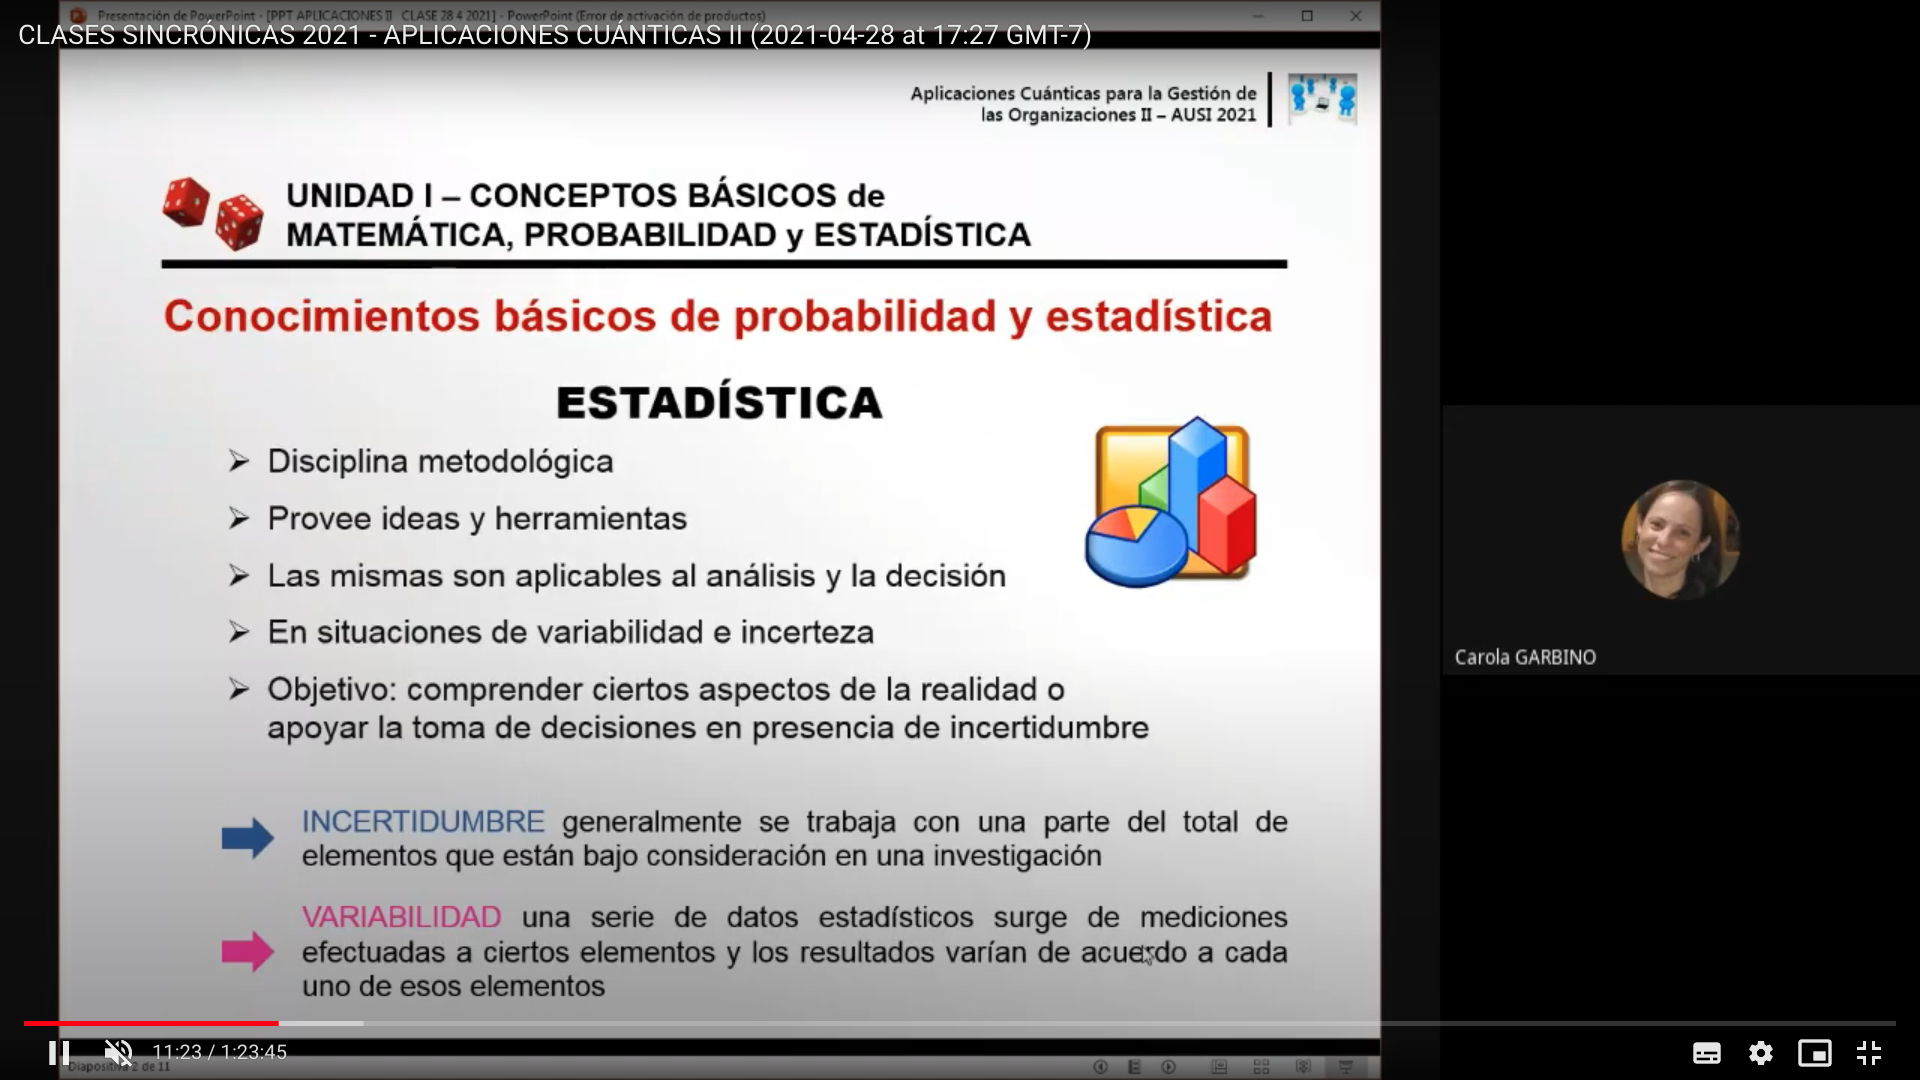 Presentación de PowerPoint - [PPT APLICACIONES II CLASE 28 4 2021] - PowerPoint (Error de activación de productos)
CLASES SINCRÓNICAS 2021 - APLICACIONES CUÁNTICAS II (2021-04-28 at 17:27 GMT-7)
Aplicaciones Cuánticas para la Gestión de
las Organizaciones II – AUSI 2021
UNIDAD I – CONCEPTOS BÁSICOS de
MATEMÁTICA, PROBABILIDAD y ESTADÍSTICA
Conocimientos básicos de probabilidad y estadística
ESTADÍSTICA
➢ Disciplina metodológica
➢ Provee ideas y herramientas
➢ Las mismas son aplicables al análisis y la decisión
➢ En situaciones de variabilidad e incerteza
➢ Objetivo: comprender ciertos aspectos de la realidad o
apoyar la toma de decisiones en presencia de incertidumbre
INCERTIDUMBRE generalmente se trabaja con una parte del total de
elementos que están bajo consideración en una investigación
VARIABILIDAD una serie de datos estadísticos surge de mediciones
efectuadas a ciertos elementos y los resultados varían de acuerdo a cada
uno de esos elementos
Carola GARBINO
11:23 / 1:23:45
Diapositiva 2 de 11